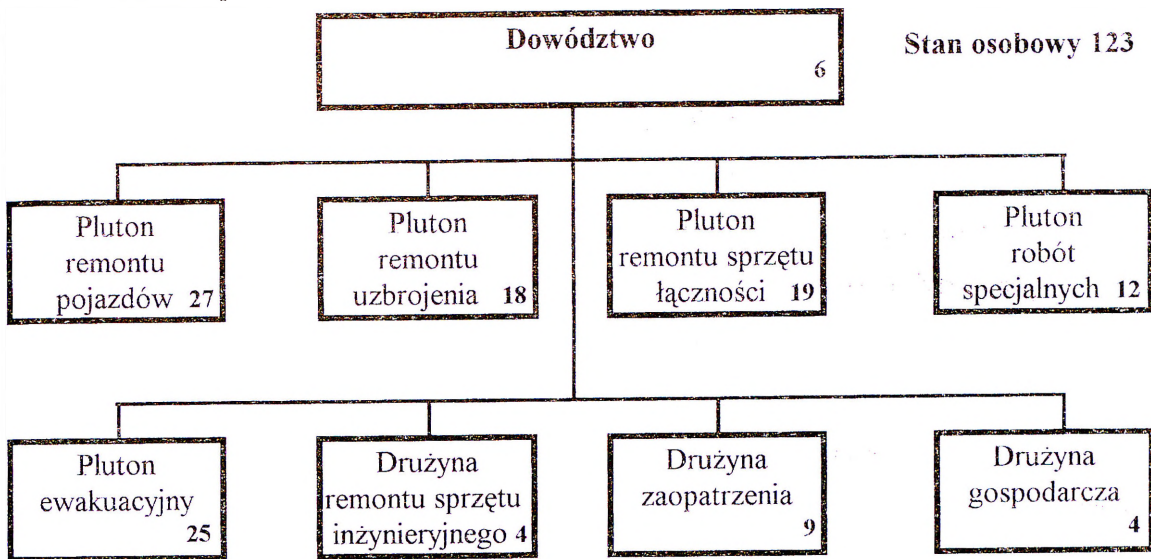 Dowództwo
6
Stan osobowy 123
Pluton
remontu
pojazdów 27
Pluton
remontu
uzbrojenia 18
Pluton
remontu sprzętu
łączności 19
Pluton
robót
specjalnych 12
Pluton
ewakuacyjny
25
Drużyna
remontu sprzętu
inżynieryjnego 4
Drużyna
zaopatrzenia
9
Drużyna
gospodarcza
4